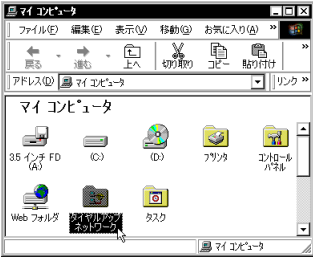 マイ コンピュータ
ファイル(F) 編集(E) 表示(V) 移動(G) お気に入り(A) »
戻る 進む 上へ 切り取り コピー 貼り付け »
アドレス(D) マイ コンピュータ リンク »
マイ コンピュータ
3.5 インチ FD (A:)
(C:)
(D:)
プリンタ
コントロール パネル
Web フォルダ
ダイヤルアップ ネットワーク
タスク
マイ コンピュータ